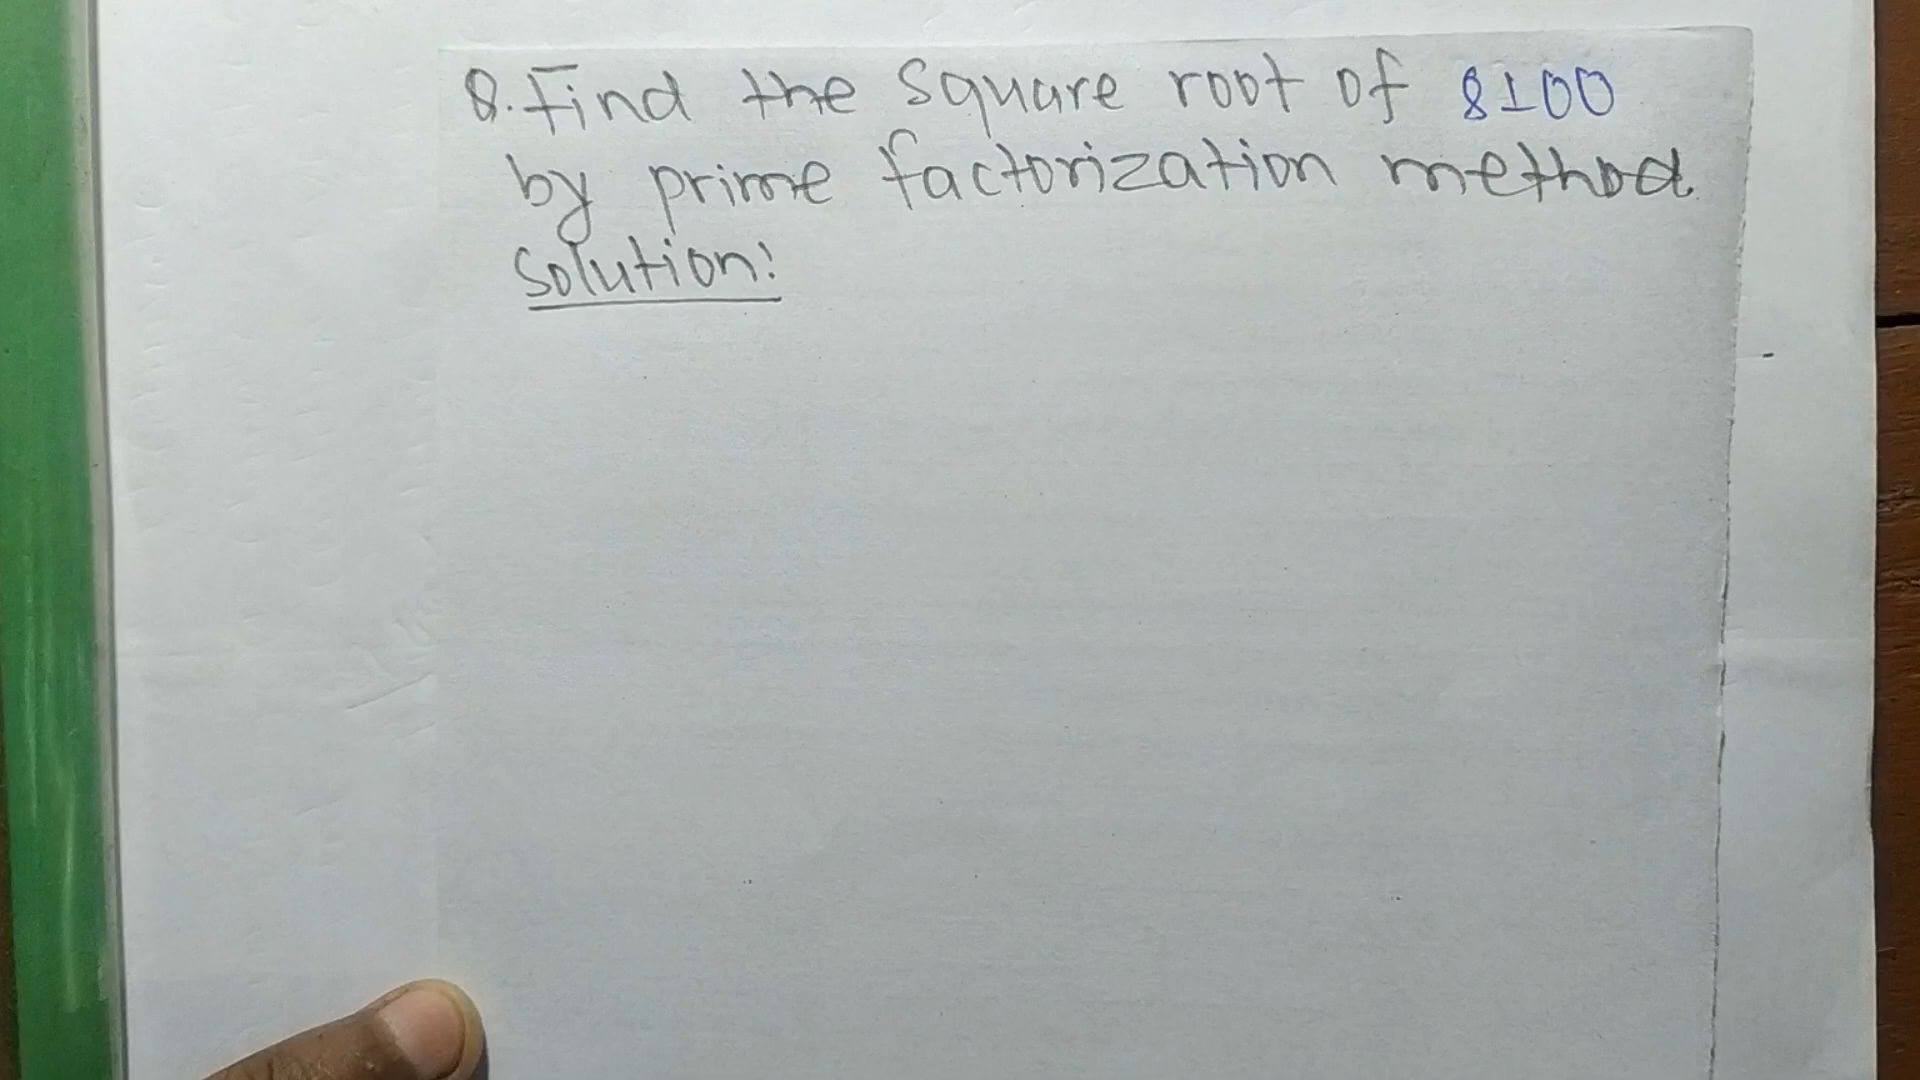 Q. Find the square root of 8100
by prime factorization method.
Solution: